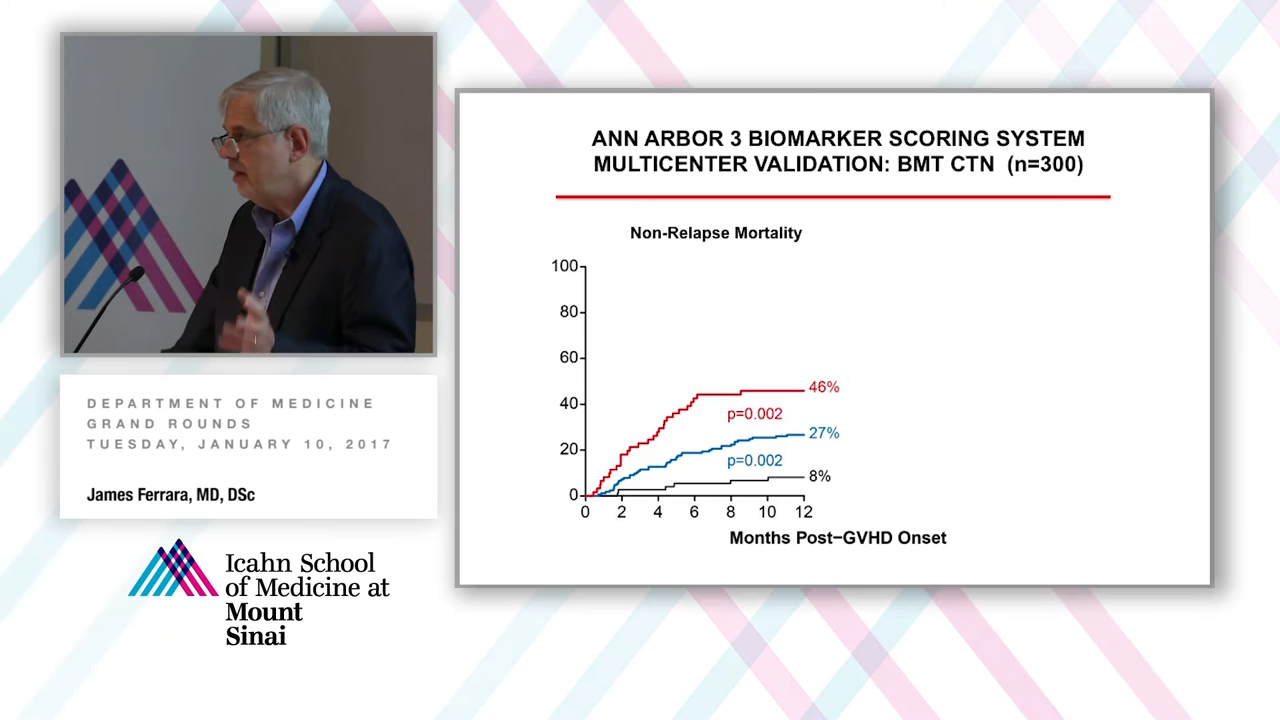 DEPARTMENT OF MEDICINE
GRAND ROUNDS
TUESDAY, JANUARY 10, 2017
James Ferrara, MD, DSc
Icahn School
of Medicine at
Mount
Sinai
ANN ARBOR 3 BIOMARKER SCORING SYSTEM
MULTICENTER VALIDATION: BMT CTN (n=300)
Non-Relapse Mortality
100
80
60
40
20
0
46%
p=0.002
27%
p=0.002
8%
0 2 4 6 8 10 12
Months Post−GVHD Onset